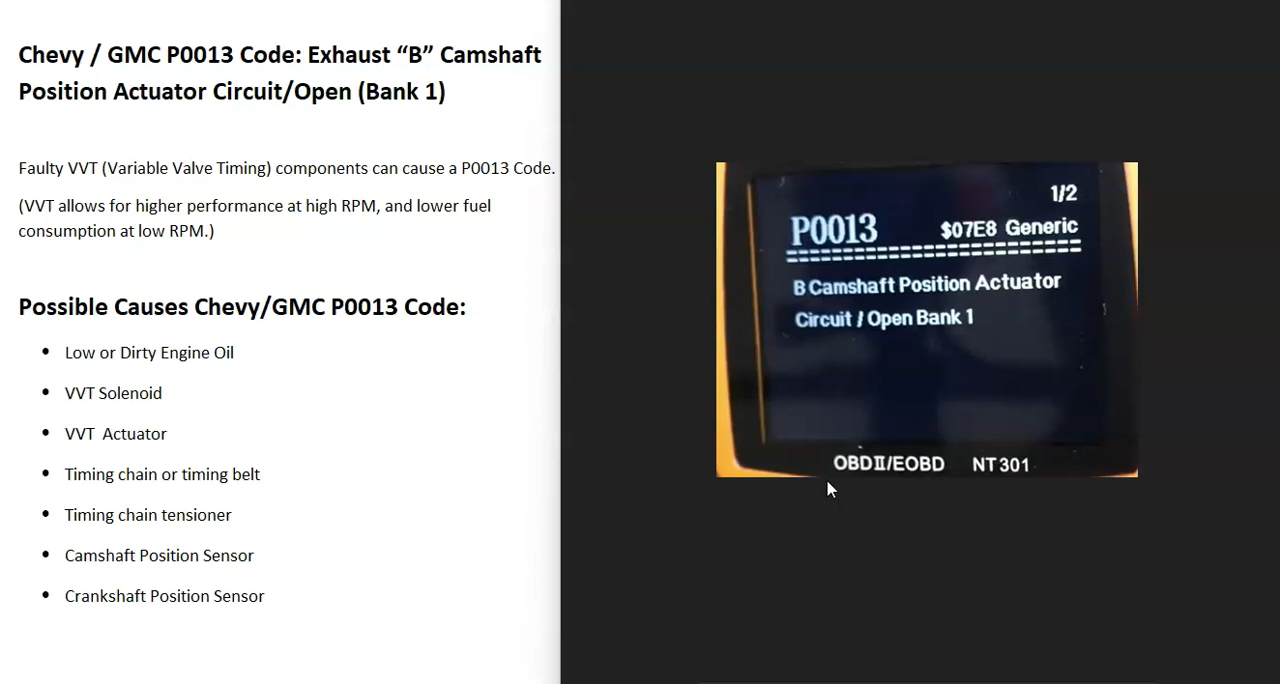 Chevy / GMC P0013 Code: Exhaust “B” Camshaft
Position Actuator Circuit/Open (Bank 1)
Faulty VVT (Variable Valve Timing) components can cause a P0013 Code.
(VVT allows for higher performance at high RPM, and lower fuel
consumption at low RPM.)
Possible Causes Chevy/GMC P0013 Code:
• Low or Dirty Engine Oil
• VVT Solenoid
• VVT  Actuator
• Timing chain or timing belt
• Timing chain tensioner
• Camshaft Position Sensor
• Crankshaft Position Sensor
1/2
P0013 $07E8 Generic
B Camshaft Position Actuator
Circuit / Open Bank 1
OBDII/EOBD NT301